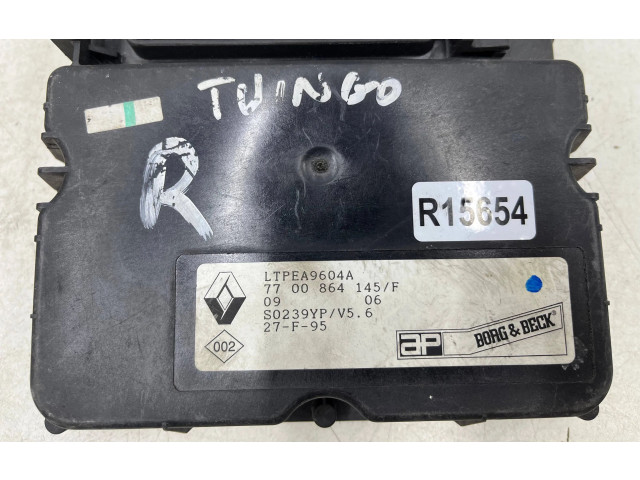 TWINGO
R
R15654
LTPEA9604A
77 00 864 145/F
09 06
S0239YP/V5.6
27-F-95
002
ap BORG & BECK